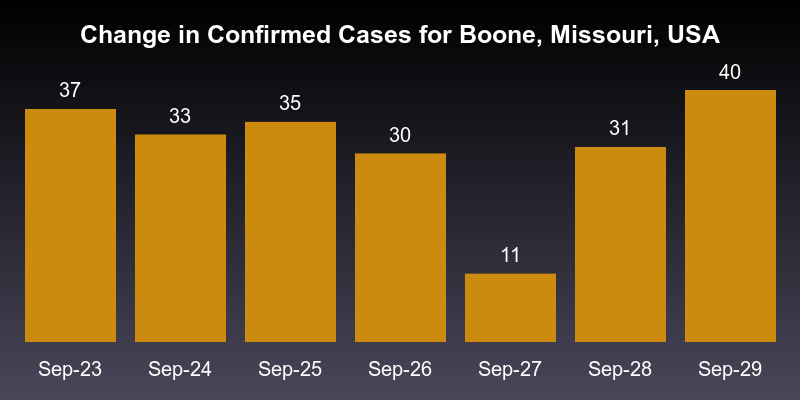 Change in Confirmed Cases for Boone, Missouri, USA
37
33
35
30
11
31
40
Sep-23
Sep-24
Sep-25
Sep-26
Sep-27
Sep-28
Sep-29